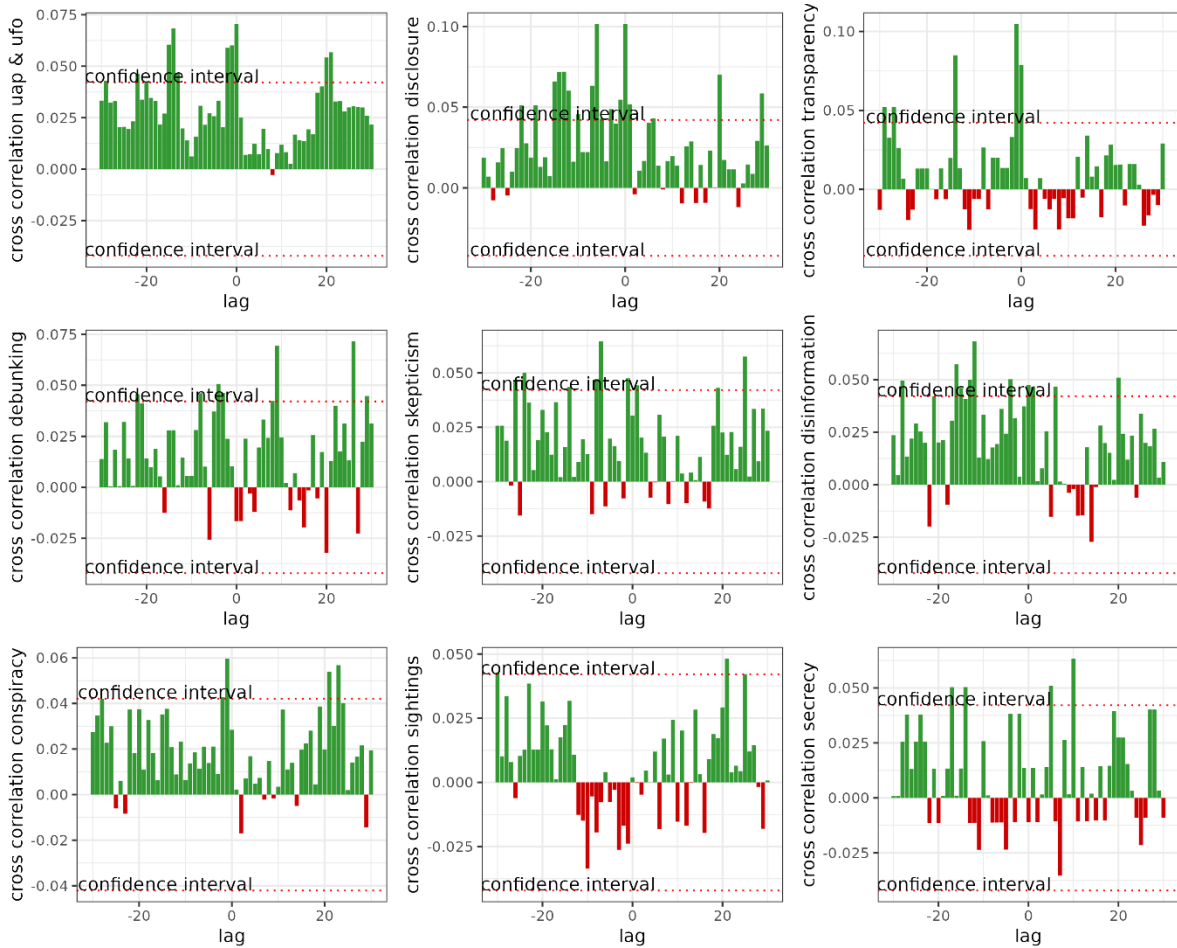 cross correlation uap & ufo
0.075
0.050
0.025
0.000
-0.025
confidence interval
confidence interval
-20
0
20
lag
cross correlation disclosure
0.10
0.05
0.00
confidence interval
confidence interval
-20
0
20
lag
cross correlation transparency
0.10
0.05
0.00
confidence interval
confidence interval
-20
0
20
lag
cross correlation debunking
0.075
0.050
0.025
0.000
-0.025
confidence interval
confidence interval
-20
0
20
lag
cross correlation skepticism
0.050
0.025
0.000
-0.025
confidence interval
confidence interval
-20
0
20
lag
cross correlation disinformation
0.050
0.025
0.000
-0.025
confidence interval
confidence interval
-20
0
20
lag
cross correlation conspiracy
0.06
0.04
0.02
0.00
-0.02
-0.04
confidence interval
confidence interval
-20
0
20
lag
cross correlation sightings
0.050
0.025
0.000
-0.025
confidence interval
confidence interval
-20
0
20
lag
cross correlation secrecy
0.050
0.025
0.000
-0.025
confidence interval
confidence interval
-20
0
20
lag